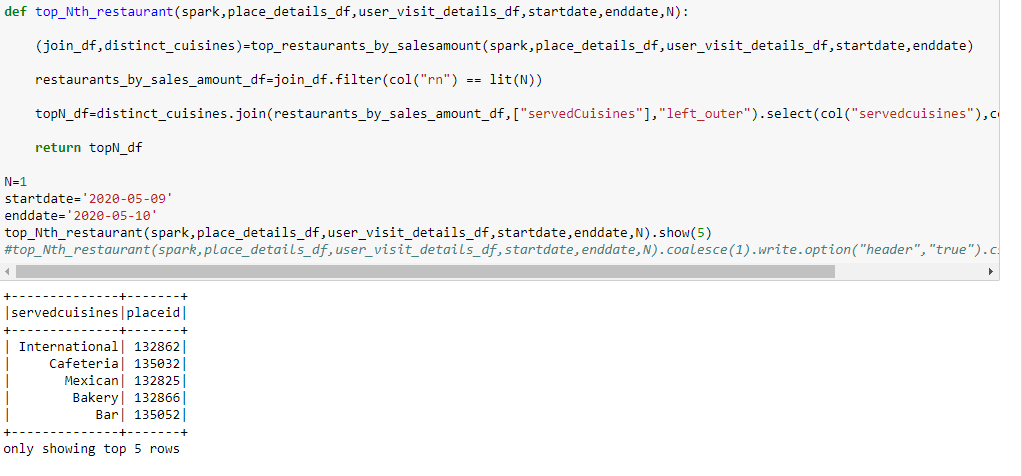 def top_Nth_restaurant(spark,place_details_df,user_visit_details_df,startdate,enddate,N):
(join_df,distinct_cuisines)=top_restaurants_by_salesamount(spark,place_details_df,user_visit_details_df,startdate,enddate)
restaurants_by_sales_amount_df=join_df.filter(col("rn") == lit(N))
topN_df=distinct_cuisines.join(restaurants_by_sales_amount_df,["servedCuisines"],"left_outer").select(col("servedcuisines"),co
return topN_df
N=1
startdate='2020-05-09'
enddate='2020-05-10'
top_Nth_restaurant(spark,place_details_df,user_visit_details_df,startdate,enddate,N).show(5)
#top_Nth_restaurant(spark,place_details_df,user_visit_details_df,startdate,enddate,N).coalesce(1).write.option("header","true").c
+--------------+-------+
|servedcuisines|placeid|
+--------------+-------+
| International| 132862|
|     Cafeteria| 135032|
|       Mexican| 132825|
|        Bakery| 132866|
|           Bar| 135052|
+--------------+-------+
only showing top 5 rows